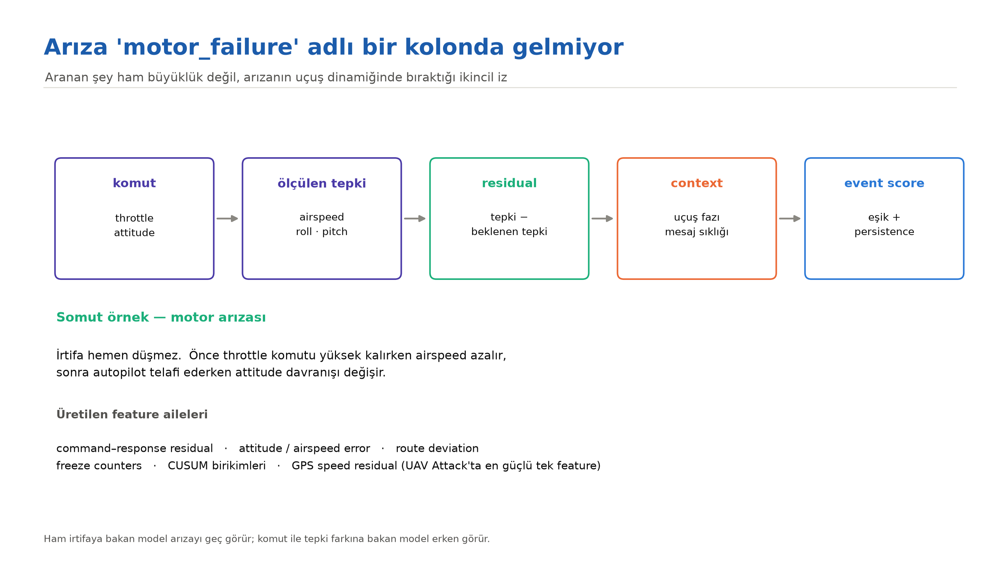 Arıza 'motor_failure' adlı bir kolonda gelmiyor
Aranan şey ham büyüklük değil, arızanın uçuş dinamiğinde bıraktığı ikincil iz
komut
throttle
attitude
ölçülen tepki
airspeed
roll · pitch
residual
tepki −
beklenen tepki
context
uçuş fazı
mesaj sıklığı
event score
eşik +
persistence
Somut örnek — motor arızası
İrtifa hemen düşmez.  Önce throttle komutu yüksek kalırken airspeed azalır,
sonra autopilot telafi ederken attitude davranışı değişir.
Üretilen feature aileleri
command–response residual   ·   attitude / airspeed error   ·   route deviation
freeze counters   ·   CUSUM birikimleri   ·   GPS speed residual (UAV Attack'ta en güçlü tek feature)
Ham irtifaya bakan model arızayı geç görür; komut ile tepki farkına bakan model erken görür.